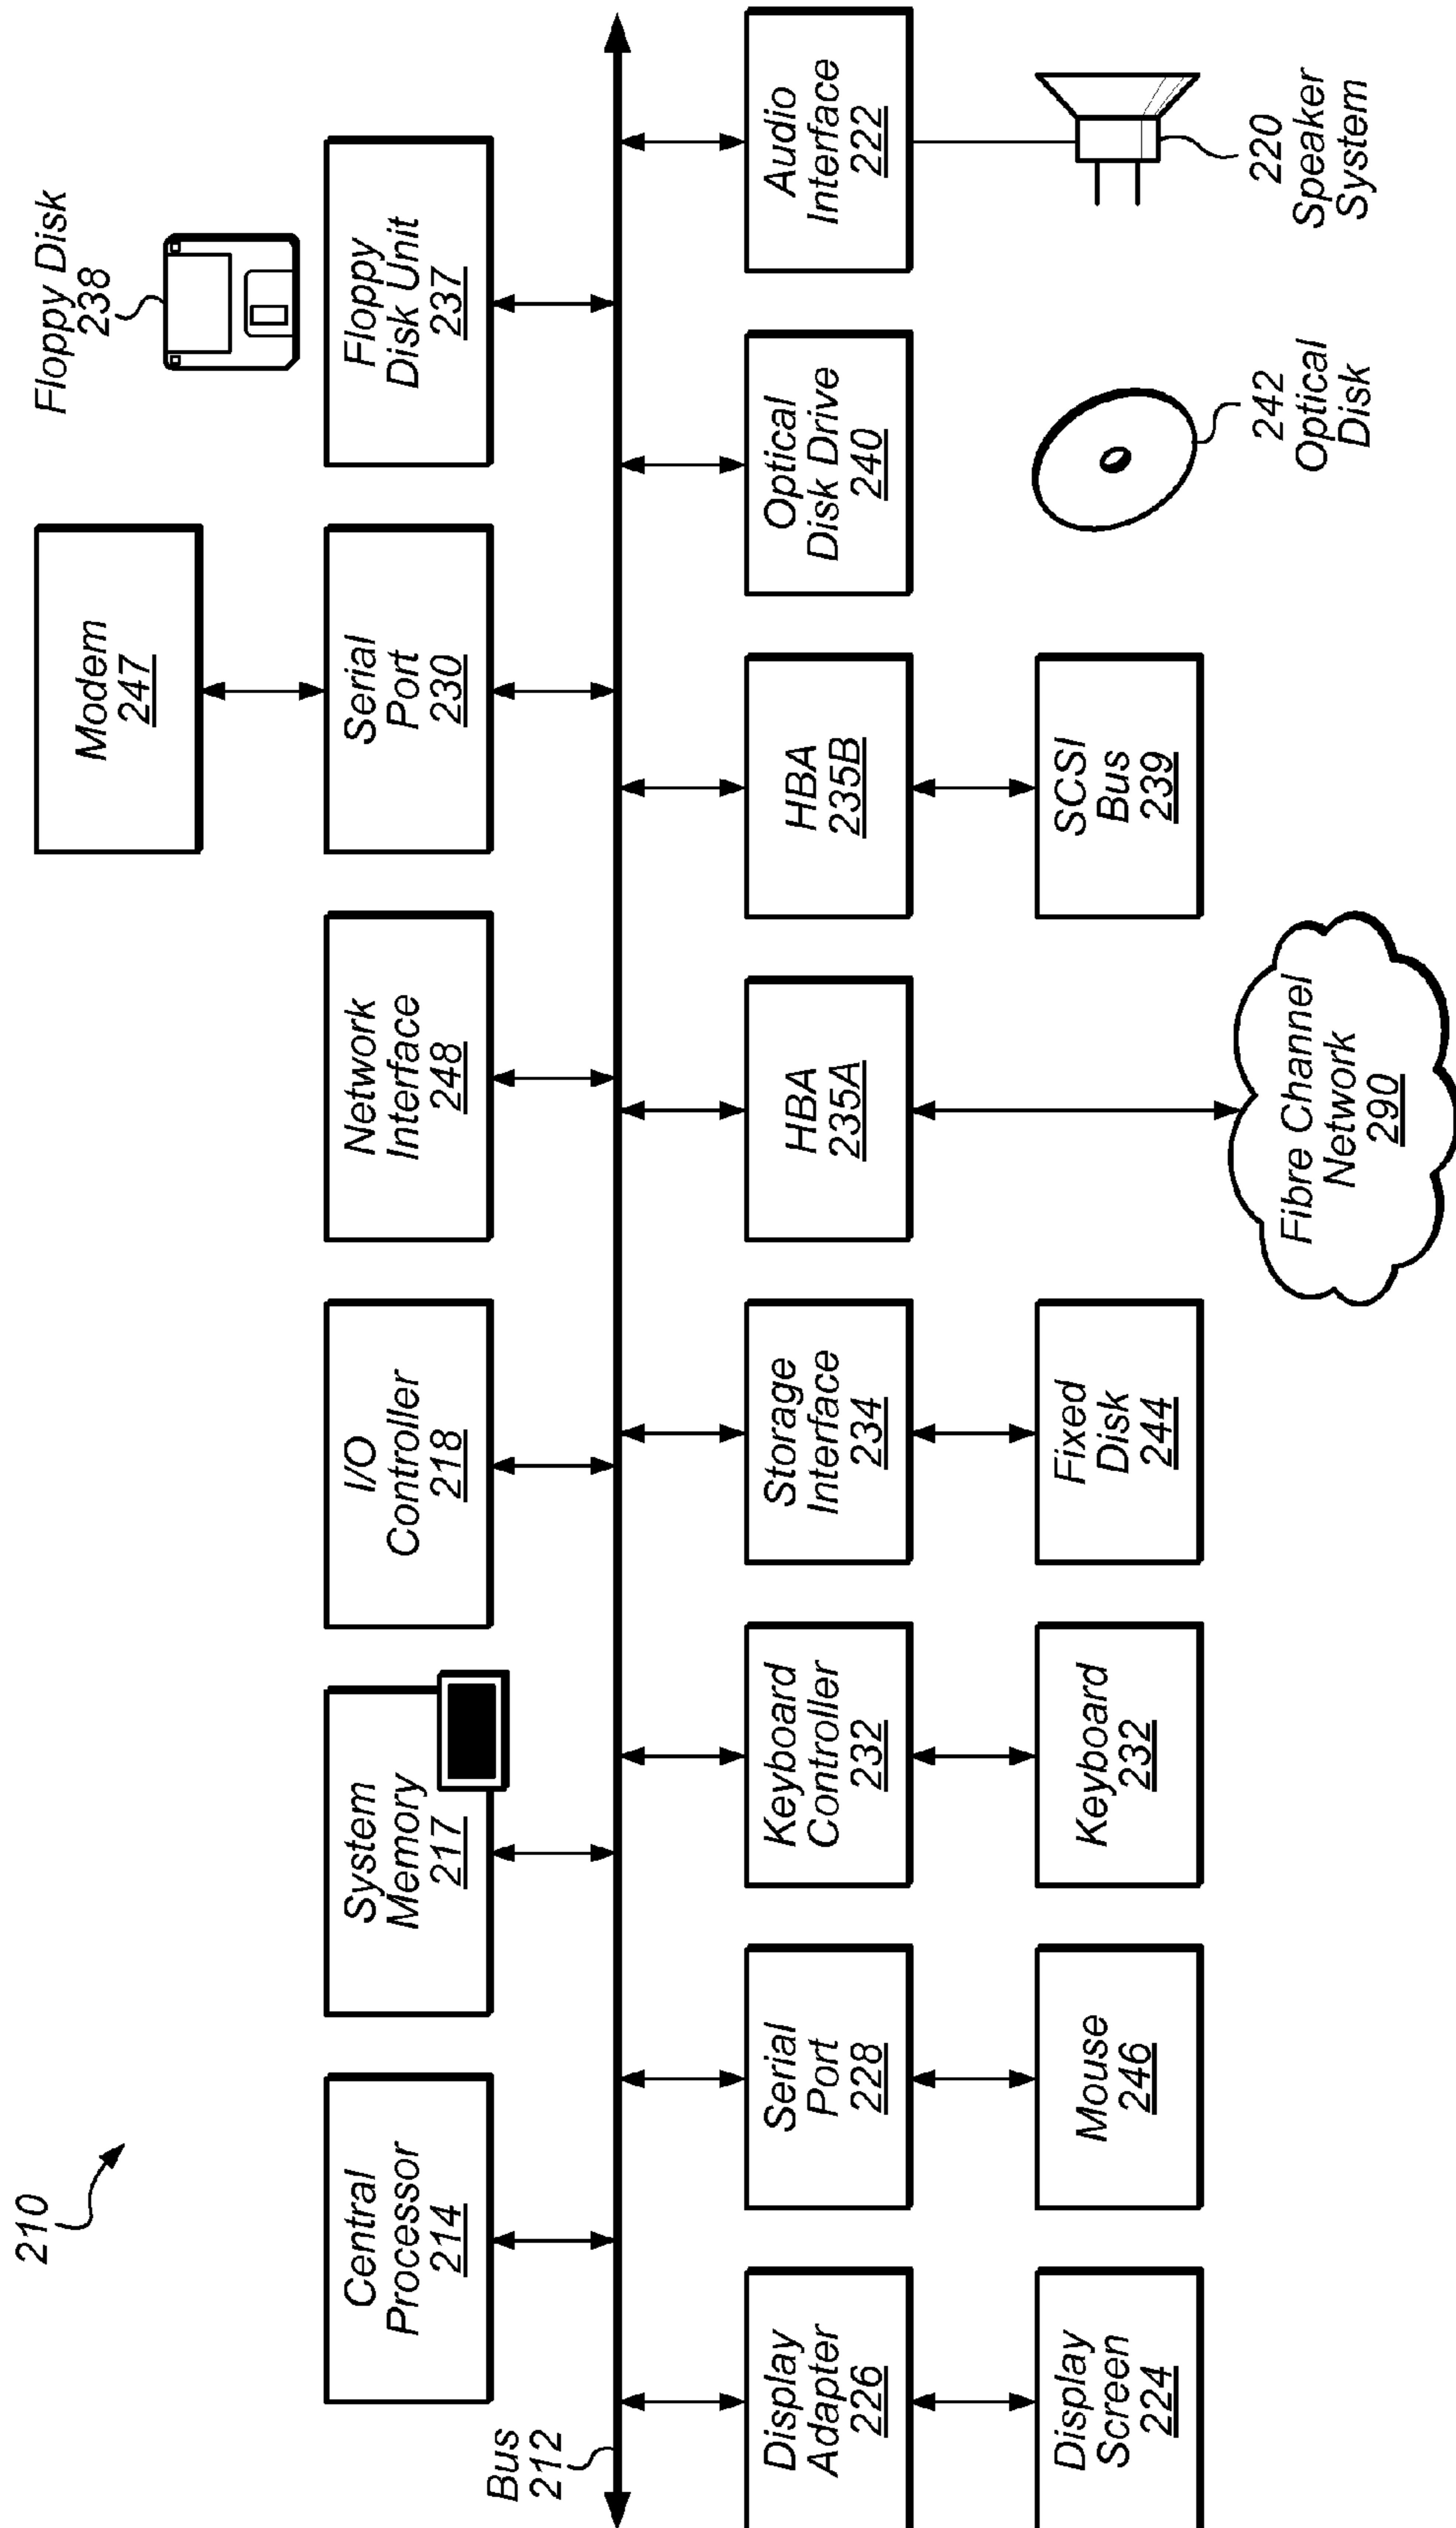 210
Floppy Disk
238
Modem
247
Central
Processor
214
System
Memory
217
I/O
Controller
218
Network
Interface
248
Serial
Port
230
Floppy
Disk Unit
237
Bus
212
Display
Adapter
226
Serial
Port
228
Keyboard
Controller
232
Storage
Interface
234
HBA
235A
HBA
235B
Optical
Disk Drive
240
Audio
Interface
222
Display
Screen
224
Mouse
246
Keyboard
232
Fixed
Disk
244
Fibre Channel
Network
290
SCSI
Bus
239
242
Optical
Disk
220
Speaker
System